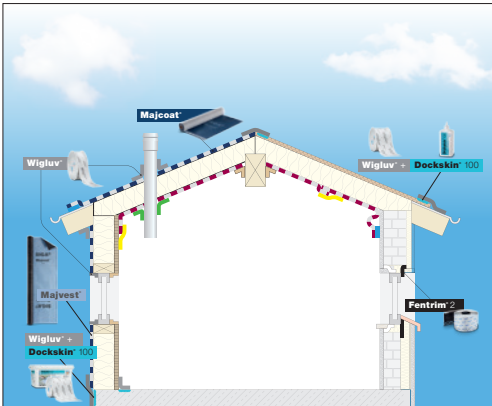 Majcoat®
Wigluv®
Wigluv® + Dockskin® 100
Majvest®
Fentrim® 2
Wigluv® +
Dockskin® 100